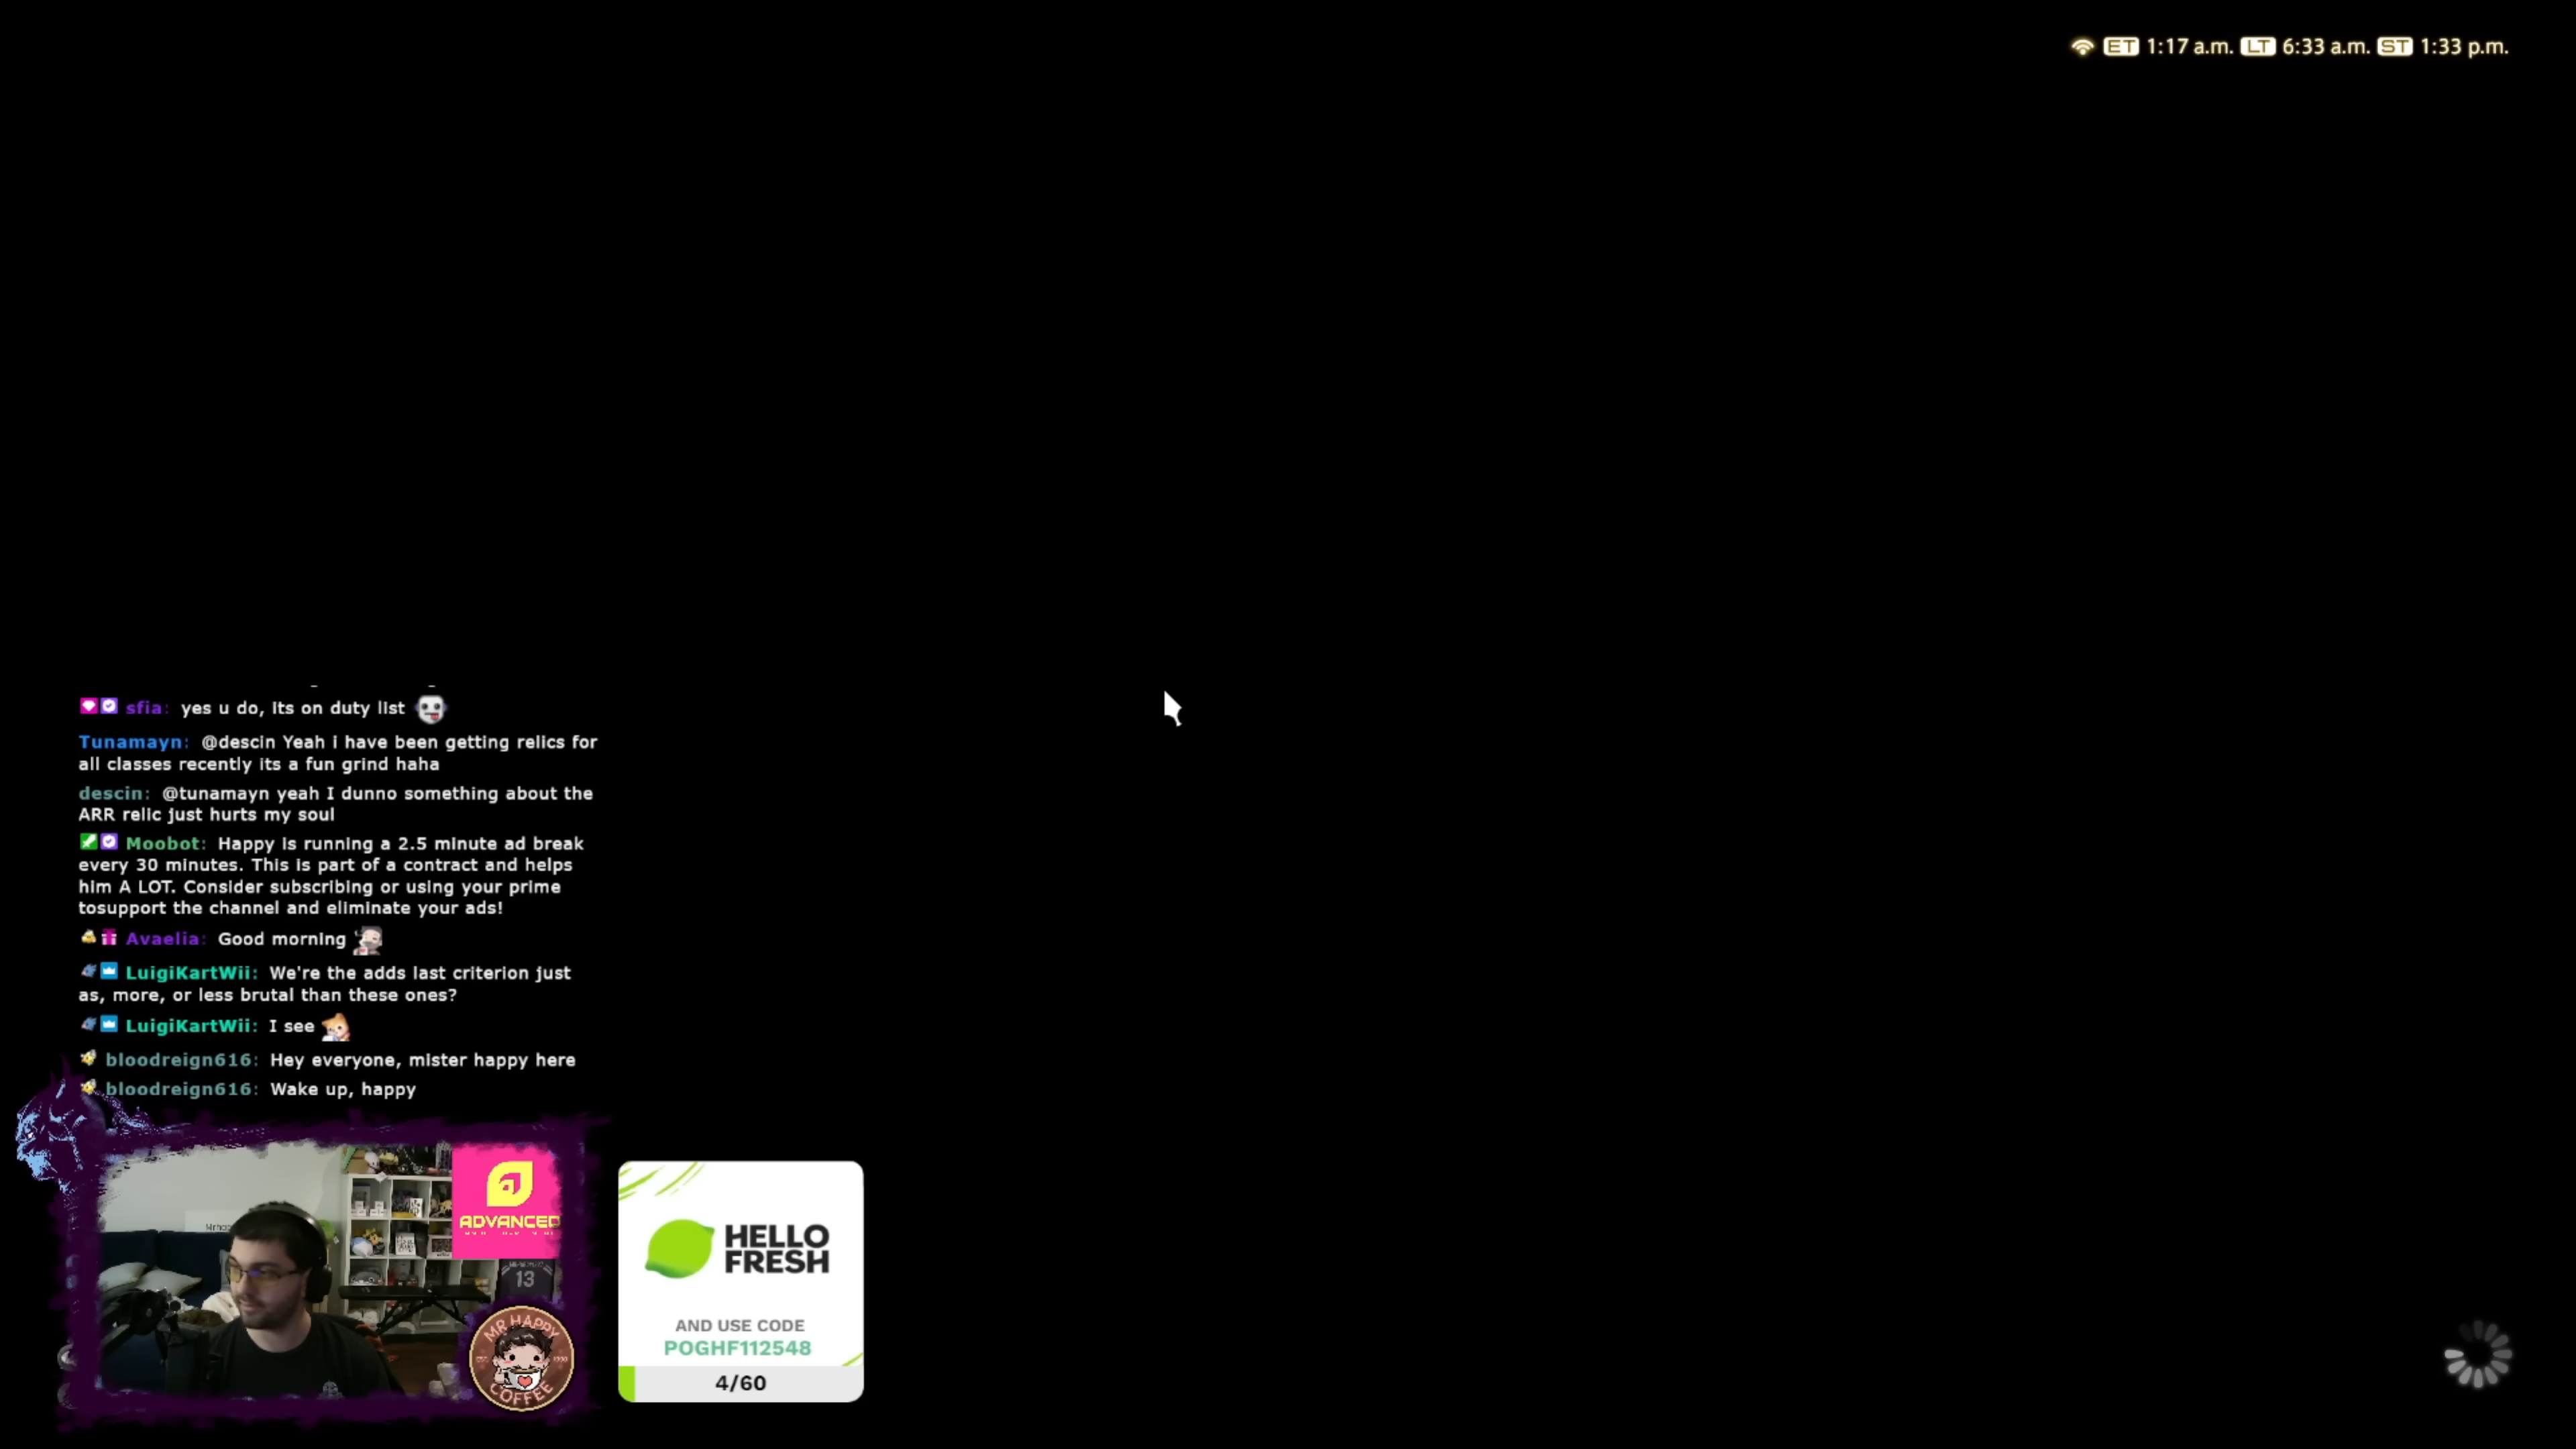 ET 1:17 a.m. LT 6:33 a.m. ST 1:33 p.m.
sfia: yes u do, its on duty list
Tunamayn: @descin Yeah i have been getting relics for
all classes recently its a fun grind haha
descin: @tunamayn yeah I dunno something about the
ARR relic just hurts my soul
Moobot: Happy is running a 2.5 minute ad break
every 30 minutes. This is part of a contract and helps
him A LOT. Consider subscribing or using your prime
tosupport the channel and eliminate your ads!
Avaelia: Good morning
LuigiKartWii: We're the adds last criterion just
as, more, or less brutal than these ones?
LuigiKartWii: I see
bloodreign616: Hey everyone, mister happy here
bloodreign616: Wake up, happy
ADVANCED
13
MR HAPPY
COFFEE
HELLO
FRESH
AND USE CODE
POGHF112548
4/60